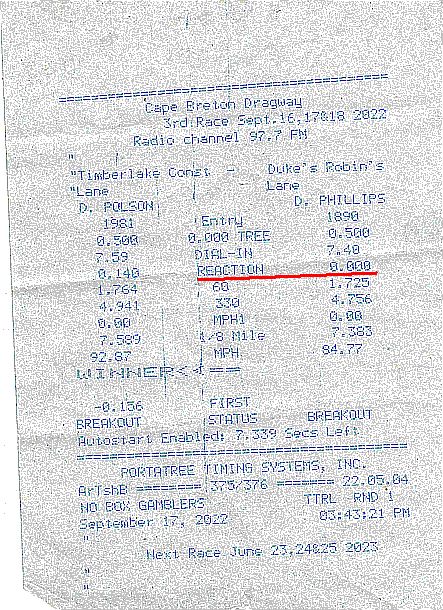 Cape Breton Dragway
3rd Race Sept.16,17&18 2022
Radio channel 97.7 FM
"
"Timberlake Const - Duke's Robin's
"Lane Lane
D. POLSON D. PHILLIPS
1981 Entry 1890
0.500 0.000 TREE 0.500
7.59 DIAL-IN 7.40
0.140 REACTION 0.000
1.764 60 1.725
4.941 330 4.756
0.00 MPH1 0.00
7.589 1/8 Mile 7.383
92.87 MPH 84.77
WINNER<<==
-0.136 FIRST
BREAKOUT STATUS BREAKOUT
Autostart Enabled: 7.339 Secs Left
PORTATREE TIMING SYSTEMS, INC.
ArTshB ======== 375/376 ======= 22.05.04
NO BOX GAMBLERS TTRL RND 1
September 17, 2022 03:43:21 PM
"
Next Race June 23,24&25 2023
"
"